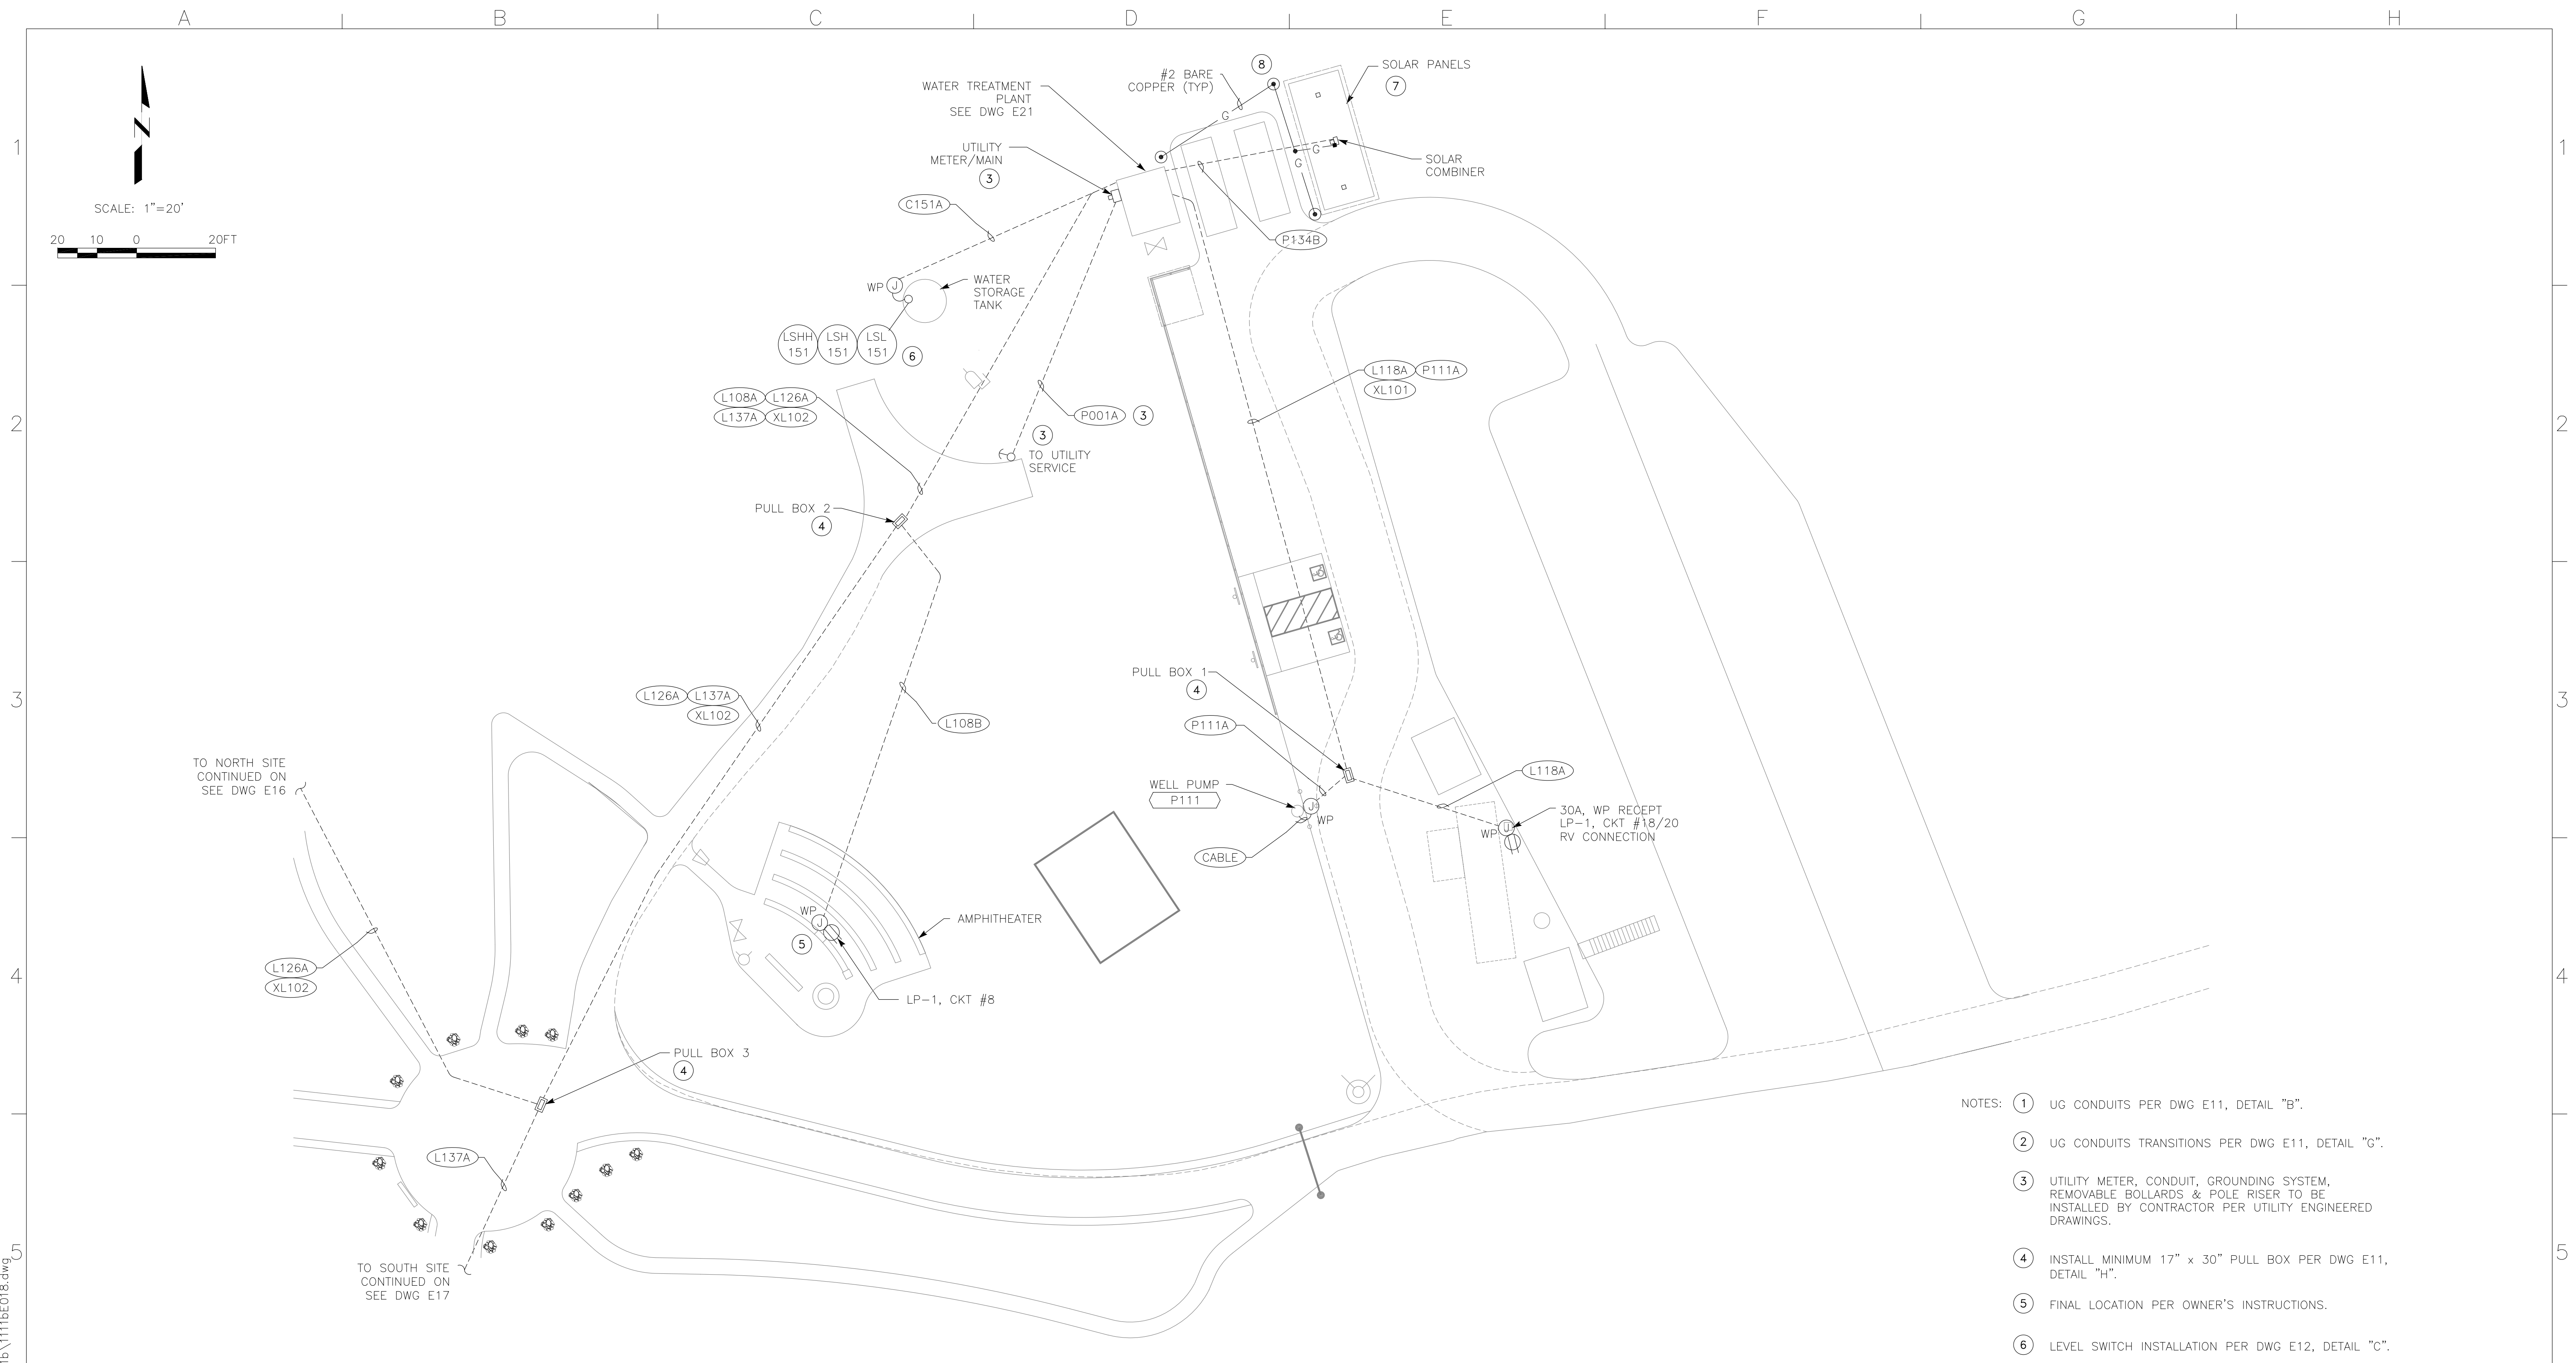 A B C D E F G H
1
2
3
4
5
1
2
3
4
5
N
SCALE: 1"=20'
20 10 0 20FT
WATER TREATMENT
PLANT
SEE DWG E21
UTILITY
METER/MAIN
3
#2 BARE
COPPER (TYP)
8
SOLAR PANELS
7
G
G
G
SOLAR
COMBINER
C151A
P134B
WP J
WATER
STORAGE
TANK
LSHH
151
LSH
151
LSL
151
6
L108A L126A
L137A XL102
P001A 3
3
TO UTILITY
SERVICE
L118A P111A
XL101
PULL BOX 2
4
L126A L137A
XL102
L108B
PULL BOX 1
4
P111A
WELL PUMP
P111
J
WP
CABLE
L118A
30A, WP RECEPT
LP-1, CKT #18/20
RV CONNECTION
WP J
TO NORTH SITE
CONTINUED ON
SEE DWG E16
L126A
XL102
WP
J
5
AMPHITHEATER
LP-1, CKT #8
PULL BOX 3
4
L137A
TO SOUTH SITE
CONTINUED ON
SEE DWG E17
NOTES: 1 UG CONDUITS PER DWG E11, DETAIL "B".
2 UG CONDUITS TRANSITIONS PER DWG E11, DETAIL "G".
3 UTILITY METER, CONDUIT, GROUNDING SYSTEM,
REMOVABLE BOLLARDS & POLE RISER TO BE
INSTALLED BY CONTRACTOR PER UTILITY ENGINEERED
DRAWINGS.
4 INSTALL MINIMUM 17" x 30" PULL BOX PER DWG E11,
DETAIL "H".
5 FINAL LOCATION PER OWNER'S INSTRUCTIONS.
6 LEVEL SWITCH INSTALLATION PER DWG E12, DETAIL "C".